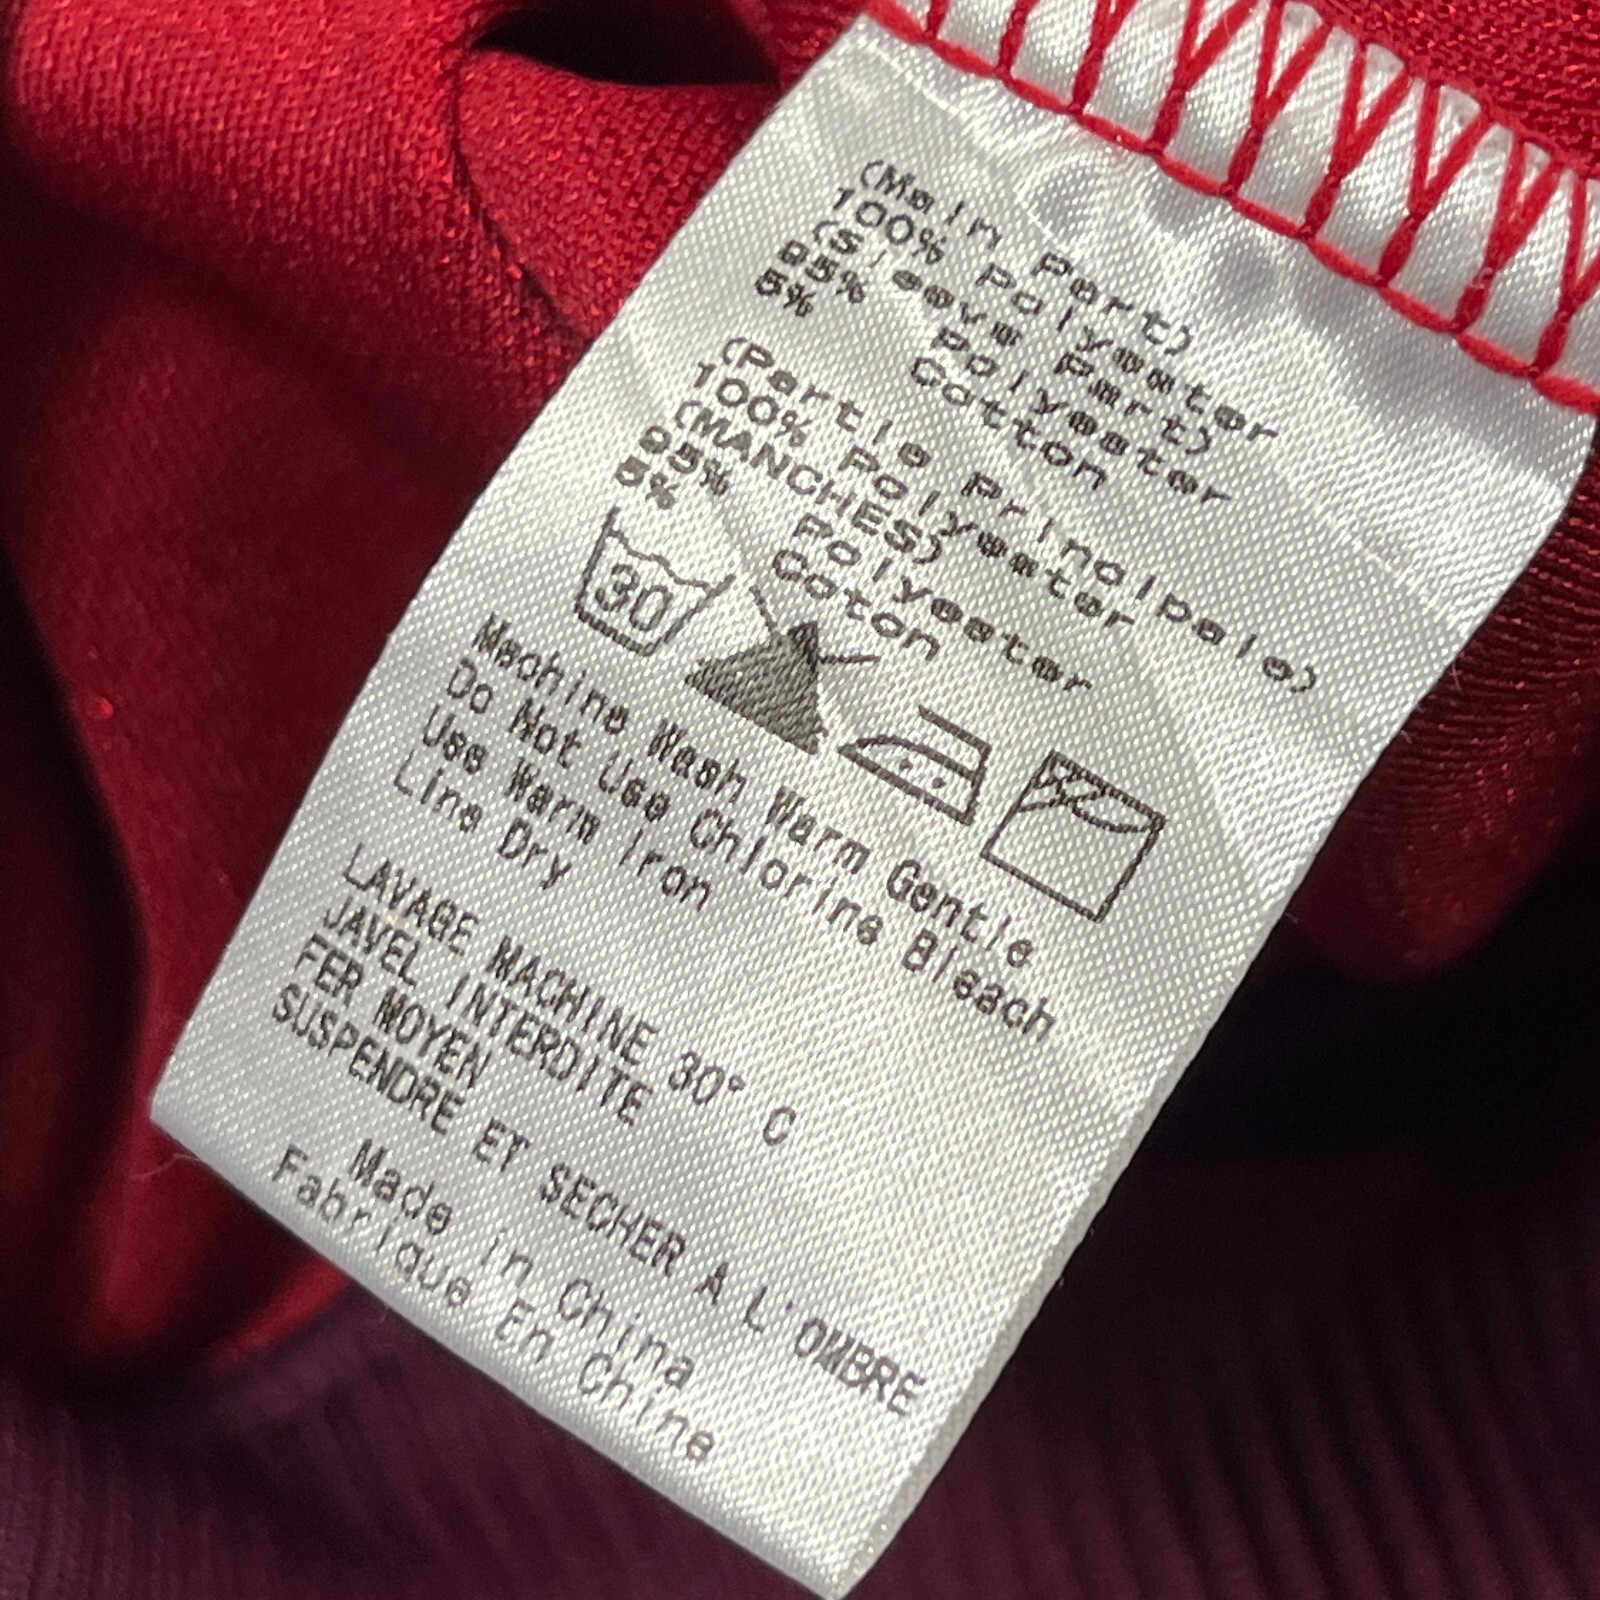 (Main Part)
100% Polyester
(Sleeve Part)
95% Polyester
5% Cotton
(Partie Principale)
100% Polyester
(MANCHES)
95% Polyester
5% Coton
30
Machine Wash Warm Gentle
Do Not Use Chlorine Bleach
Use Warm Iron
Line Dry
LAVAGE MACHINE 30° C
JAVEL INTERDITE
FER MOYEN
SUSPENDRE ET SECHER A L'OMBRE
Made in China
Fabrique En Chine